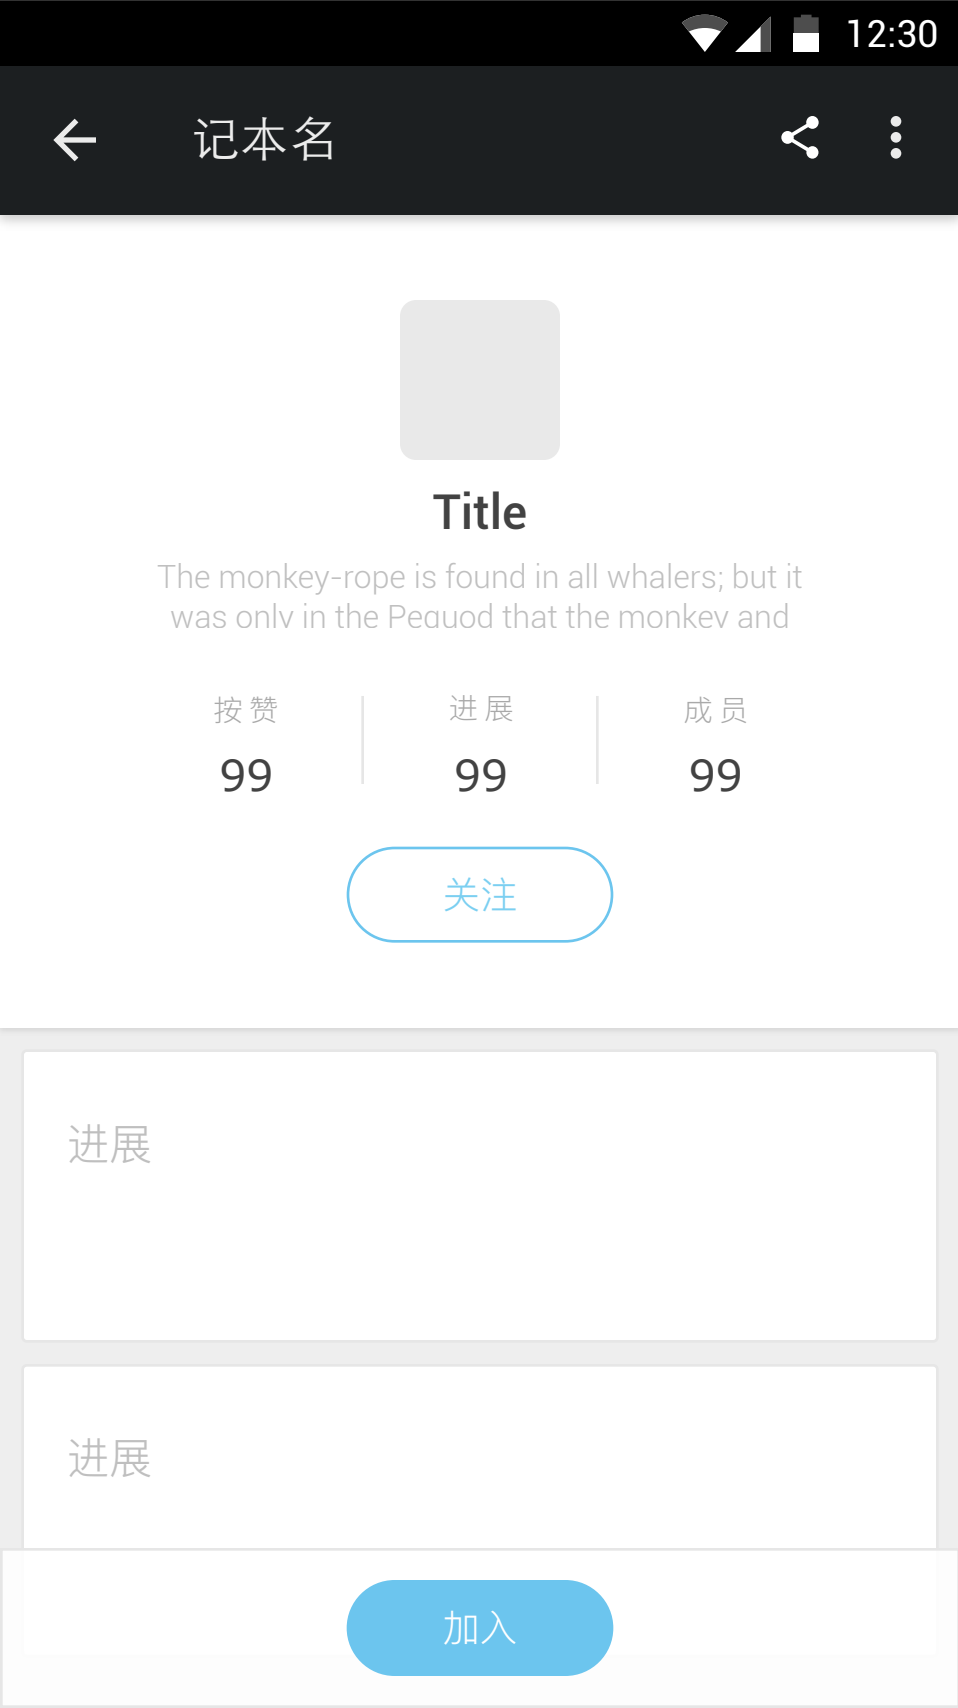 12:30
记本名
Title
The monkey-rope is found in all whalers; but it
was only in the Pequod that the monkey and
按赞 进展 成员
99 99 99
关注
进展
进展
加入